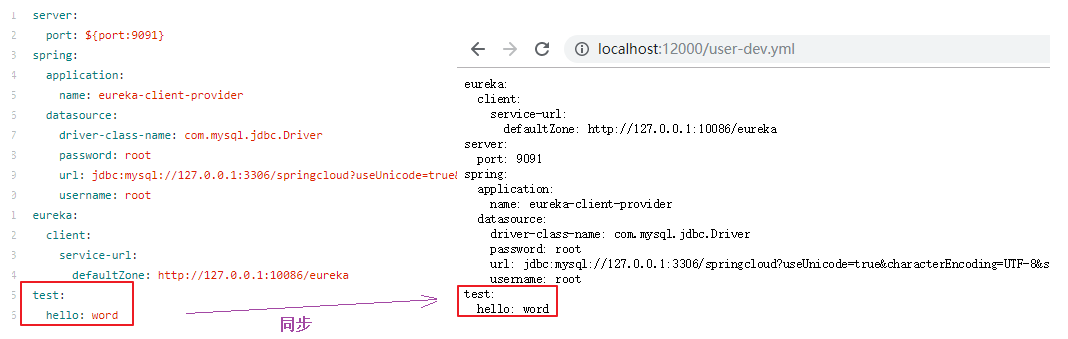 1 server:
2 port: ${port:9091}
3 spring:
4 application:
5 name: eureka-client-provider
6 datasource:
7 driver-class-name: com.mysql.jdbc.Driver
8 password: root
9 url: jdbc:mysql://127.0.0.1:3306/springcloud?useUnicode=true&
0 username: root
1 eureka:
2 client:
3 service-url:
4 defaultZone: http://127.0.0.1:10086/eureka
5 test:
6 hello: word
同步
localhost:12000/user-dev.yml
eureka:
client:
service-url:
defaultZone: http://127.0.0.1:10086/eureka
server:
port: 9091
spring:
application:
name: eureka-client-provider
datasource:
driver-class-name: com.mysql.jdbc.Driver
password: root
url: jdbc:mysql://127.0.0.1:3306/springcloud?useUnicode=true&characterEncoding=UTF-8&s
username: root
test:
hello: word